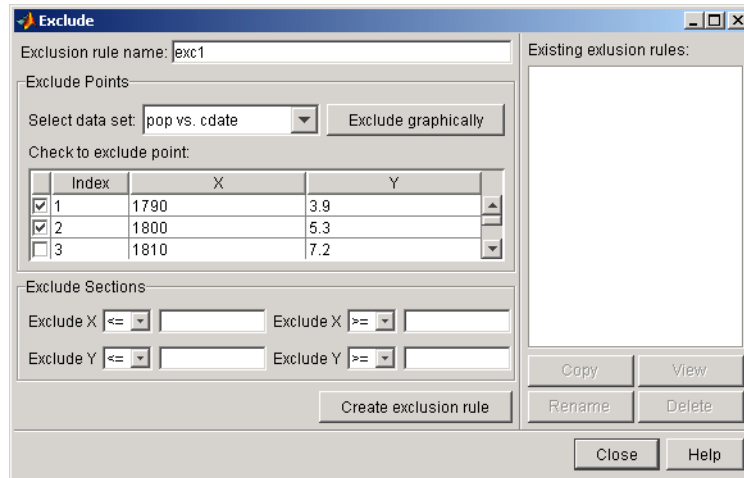 Exclude
Exclusion rule name: exc1
Exclude Points
Select data set: pop vs. cdate Exclude graphically
Check to exclude point:
Index X Y
1 1790 3.9
2 1800 5.3
3 1810 7.2
Exclude Sections
Exclude X <= Exclude X >=
Exclude Y <= Exclude Y >=
Create exclusion rule
Existing exlusion rules:
Copy View
Rename Delete
Close Help